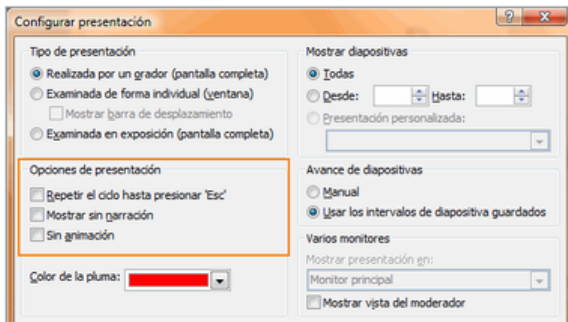 Configurar presentación
Tipo de presentación
Realizada por un orador (pantalla completa)
Examinada de forma individual (ventana)
Mostrar barra de desplazamiento
Examinada en exposición (pantalla completa)
Opciones de presentación
Repetir el ciclo hasta presionar 'Esc'
Mostrar sin narración
Sin animación
Color de la pluma:
Mostrar diapositivas
Todas
Desde: Hasta:
Presentación personalizada:
Avance de diapositivas
Manual
Usar los intervalos de diapositiva guardados
Varios monitores
Mostrar presentación en:
Monitor principal
Mostrar vista del moderador